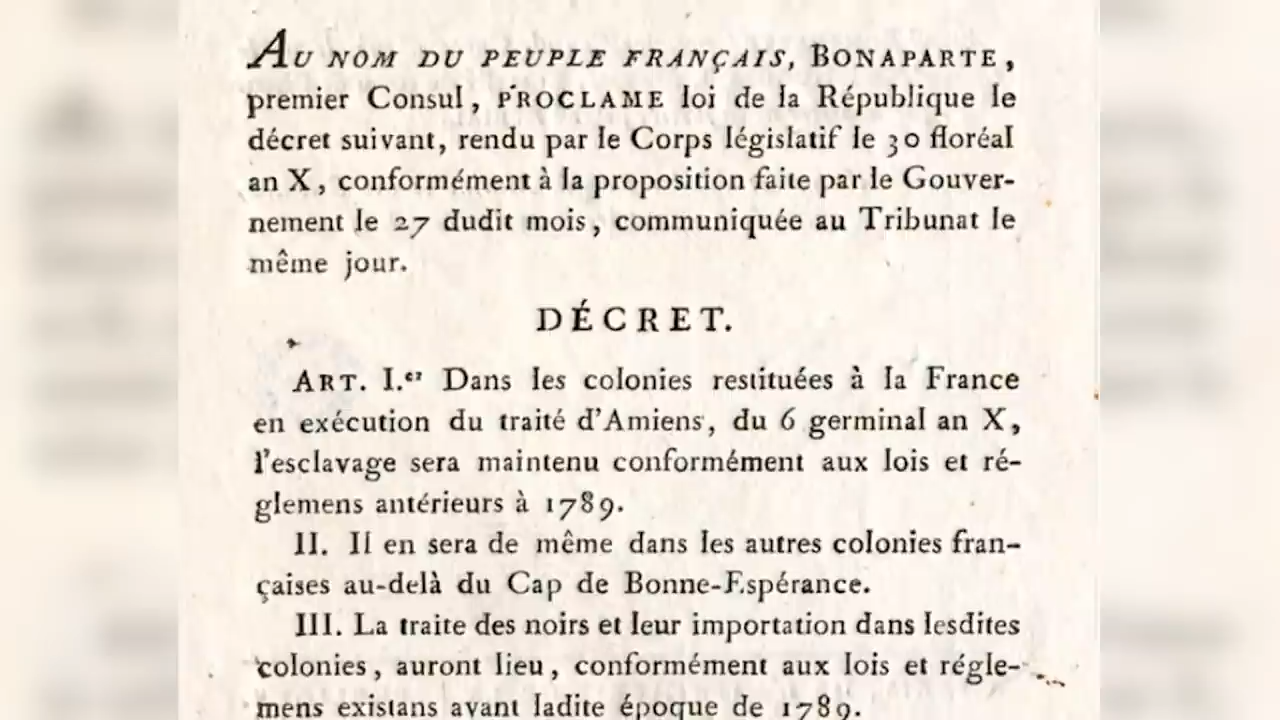 AU NOM DU PEUPLE FRANÇAIS, BONAPARTE,
premier Consul, PROCLAME loi de la République le
décret suivant, rendu par le Corps législatif le 30 floréal
an X, conformément à la proposition faite par le Gouver-
nement le 27 dudit mois, communiquée au Tribunat le
même jour.
DÉCRET.
ART. I.er Dans les colonies restituées à la France
en exécution du traité d'Amiens, du 6 germinal an X,
l'esclavage sera maintenu conformément aux lois et ré-
glemens antérieurs à 1789.
II. Il en sera de même dans les autres colonies fran-
çaises au-delà du Cap de Bonne-Espérance.
III. La traite des noirs et leur importation dans lesdites
colonies, auront lieu, conformément aux lois et régle-
mens existans avant ladite époque de 1789.